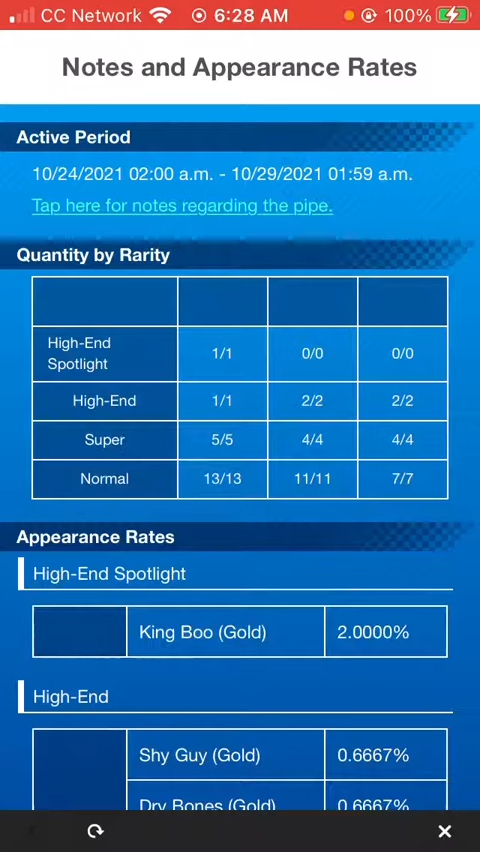 CC Network 6:28 AM 100%
Notes and Appearance Rates
Active Period
10/24/2021 02:00 a.m. - 10/29/2021 01:59 a.m.
Tap here for notes regarding the pipe.
Quantity by Rarity
High-End
Spotlight 1/1 0/0 0/0
High-End 1/1 2/2 2/2
Super 5/5 4/4 4/4
Normal 13/13 11/11 7/7
Appearance Rates
High-End Spotlight
King Boo (Gold) 2.0000%
High-End
Shy Guy (Gold) 0.6667%
Dry Bones (Gold) 0.6667%